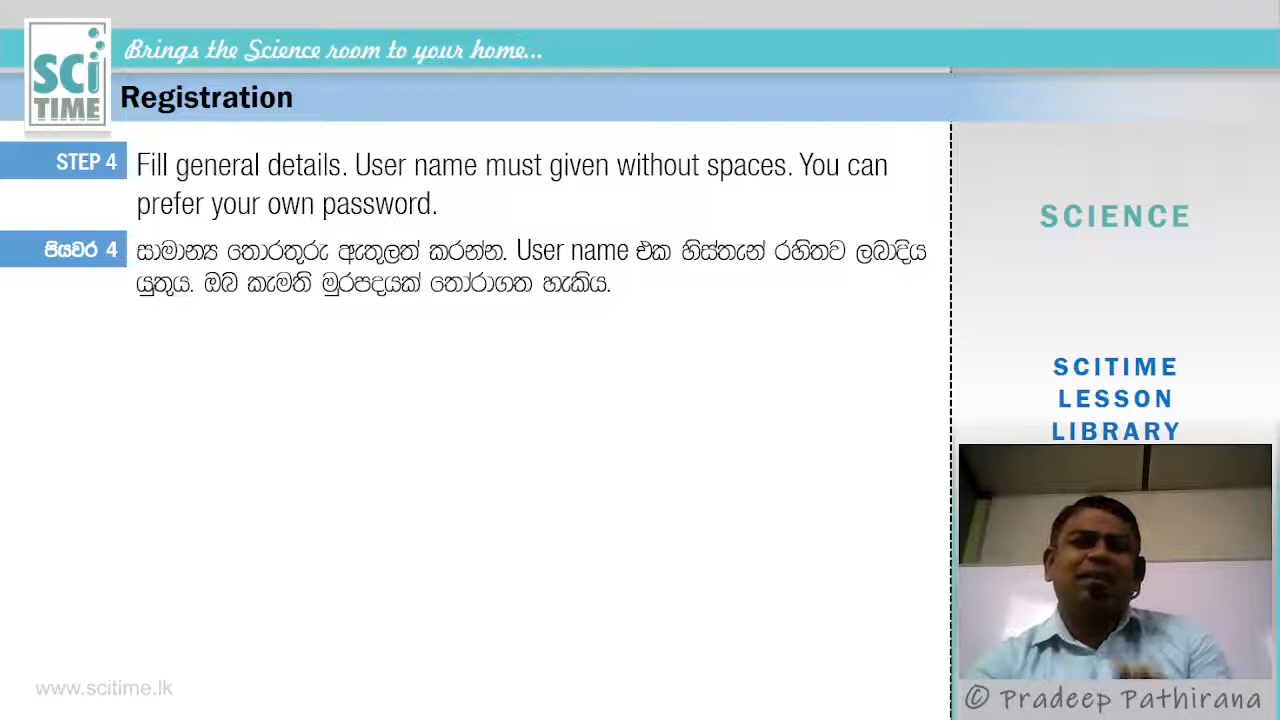 SCi
TIME
Brings the Science room to your home...
Registration
STEP 4
Fill general details. User name must given without spaces. You can
prefer your own password.
පියවර 4
සාමාන්‍ය තොරතුරු ඇතුලත් කරන්න. User name එක හිස්තැන් රහිතව ලබාදිය
යුතුය. ඔබ කැමති මුරපදයක් තෝරාගත හැකිය.
SCIENCE
SCITIME
LESSON
LIBRARY
© Pradeep Pathirana
www.scitime.lk